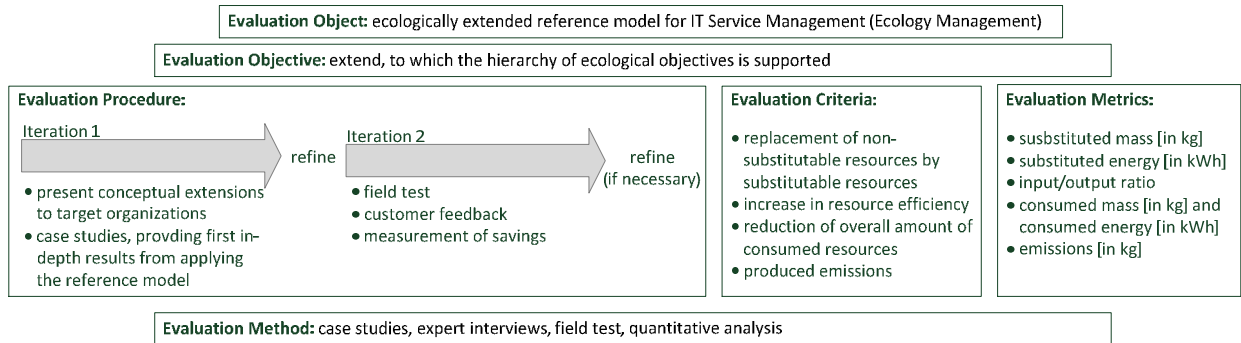 Evaluation Object: ecologically extended reference model for IT Service Management (Ecology Management)
Evaluation Objective: extend, to which the hierarchy of ecological objectives is supported
Evaluation Procedure:
Iteration 1
refine
• present conceptual extensions
to target organizations
• case studies, provding first in-
depth results from applying
the reference model
Iteration 2
refine
(if necessary)
• field test
• customer feedback
• measurement of savings
Evaluation Criteria:
• replacement of non-
substitutable resources by
substitutable resources
• increase in resource efficiency
• reduction of overall amount of
consumed resources
• produced emissions
Evaluation Metrics:
• susbstituted mass [in kg]
• substituted energy [in kWh]
• input/output ratio
• consumed mass [in kg] and
consumed energy [in kWh]
• emissions [in kg]
Evaluation Method: case studies, expert interviews, field test, quantitative analysis